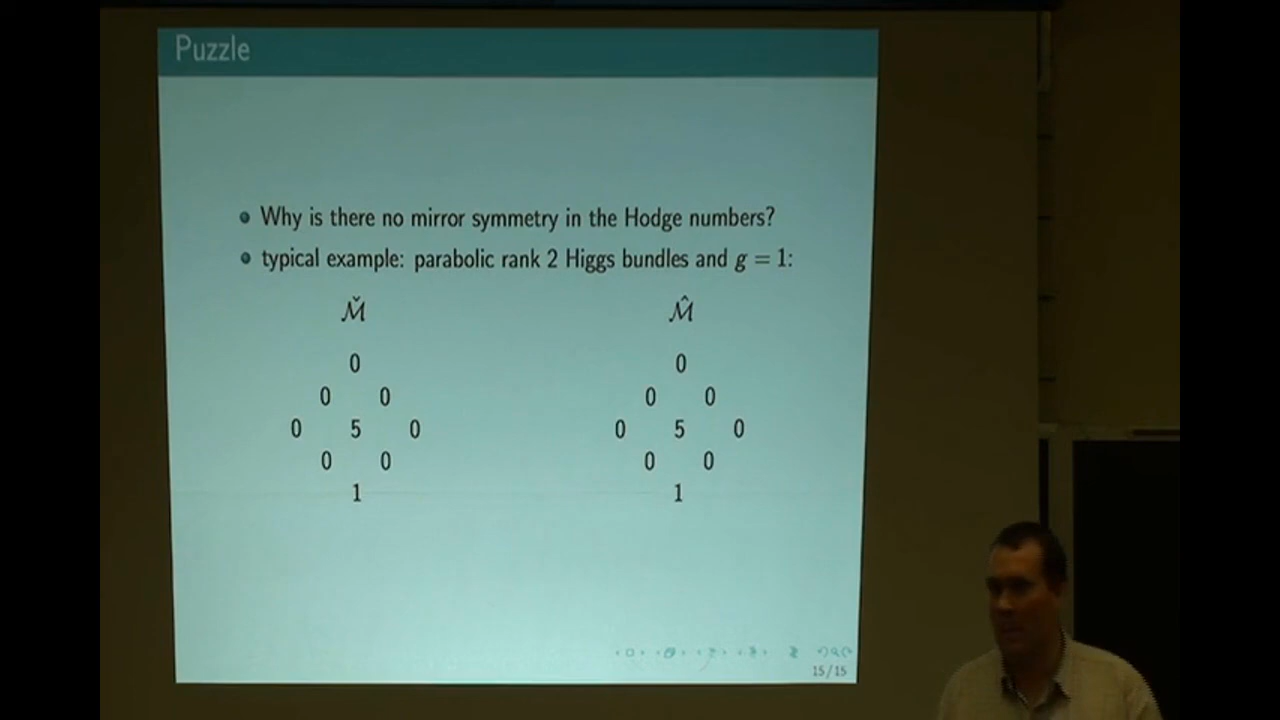 Puzzle
Why is there no mirror symmetry in the Hodge numbers?
typical example: parabolic rank 2 Higgs bundles and g = 1:
ℳ̌ ℳ̂
0 0
0 0 0 0
0 5 0 0 5 0
0 0 0 0
1 1
15/15